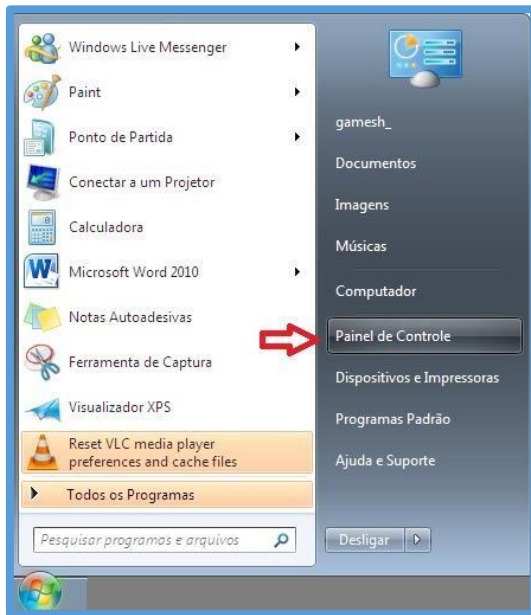 Windows Live Messenger
Paint
Ponto de Partida
Conectar a um Projetor
Calculadora
Microsoft Word 2010
Notas Autoadesivas
Ferramenta de Captura
Visualizador XPS
Reset VLC media player
preferences and cache files
Todos os Programas
Pesquisar programas e arquivos
gamesh_
Documentos
Imagens
Músicas
Computador
Painel de Controle
Dispositivos e Impressoras
Programas Padrão
Ajuda e Suporte
Desligar